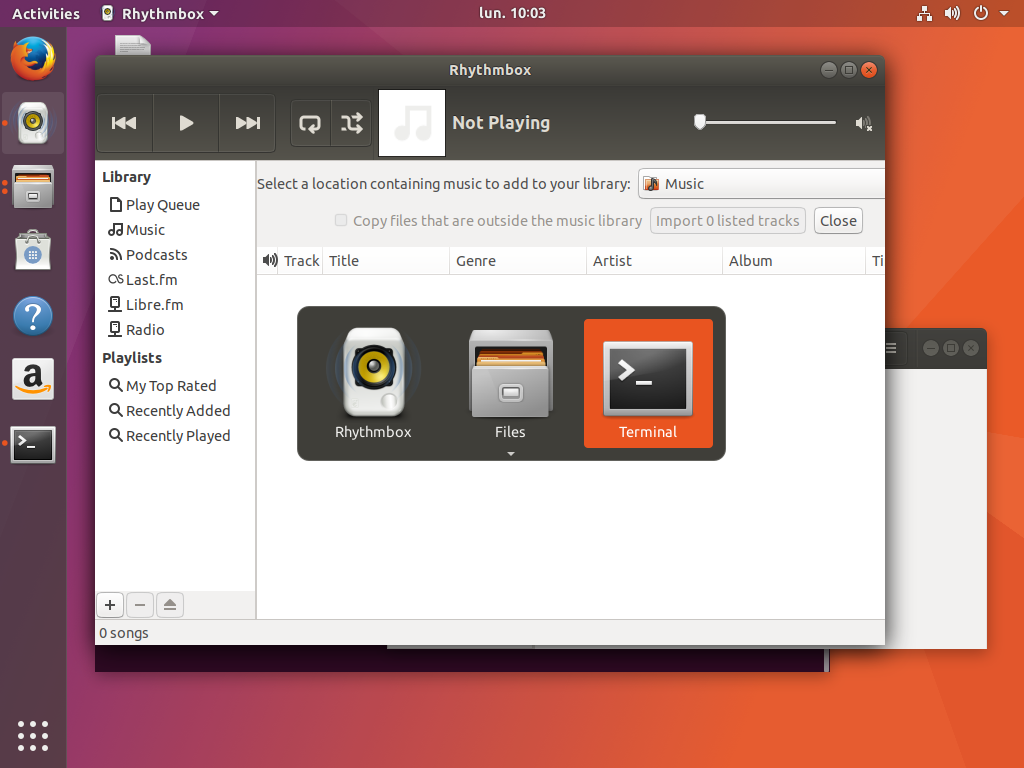 Activities Rhythmbox lun. 10:03
Rhythmbox
Not Playing
Library
Play Queue
Music
Podcasts
Last.fm
Libre.fm
Radio
Playlists
My Top Rated
Recently Added
Recently Played
Select a location containing music to add to your library: Music
Copy files that are outside the music library Import 0 listed tracks Close
Track Title Genre Artist Album Ti
Rhythmbox Files Terminal
0 songs